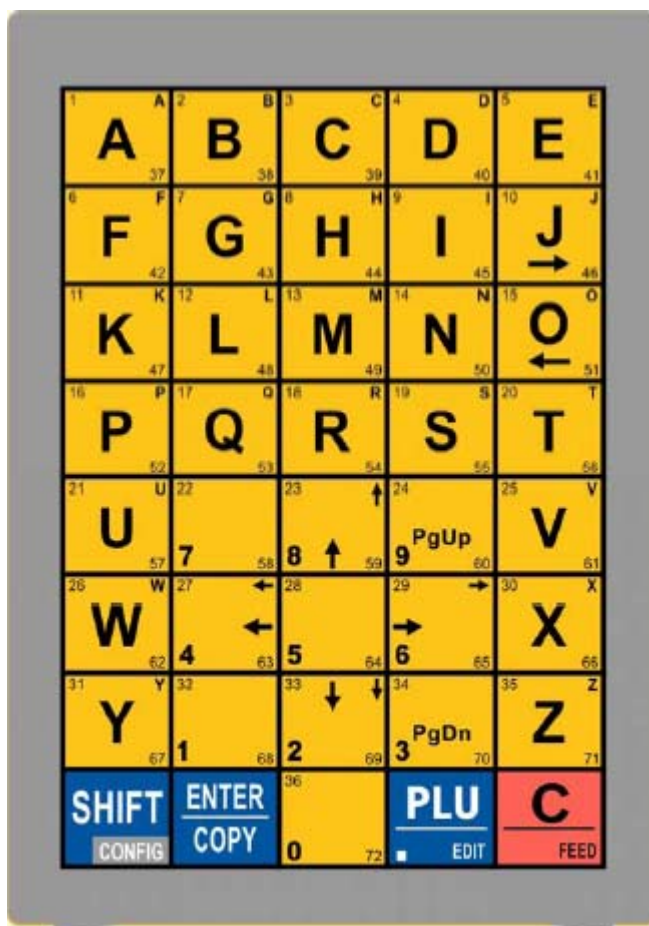 1 A 2 B 3 C 4 D 5 E
A B C D E
37 38 39 40 41
6 F 7 G 8 H 9 I 10 J
F G H I J
→
42 43 44 45 46
11 K 12 L 13 M 14 N 15 O
K L M N O
←
47 48 49 50 51
16 P 17 Q 18 R 19 S 20 T
P Q R S T
52 53 54 55 56
21 U 22 23 ↑ 24 25 V
U 7 8 ↑ 9 PgUp V
57 58 59 60 61
26 W 27 ← 28 29 → 30 X
W 4 ← 5 → 6 X
62 63 64 65 66
31 Y 32 33 ↓ ↓ 34 35 Z
Y 1 2 3 PgDn Z
67 68 69 70 71
SHIFT ENTER 36 PLU C
CONFIG COPY 0 72 . EDIT FEED